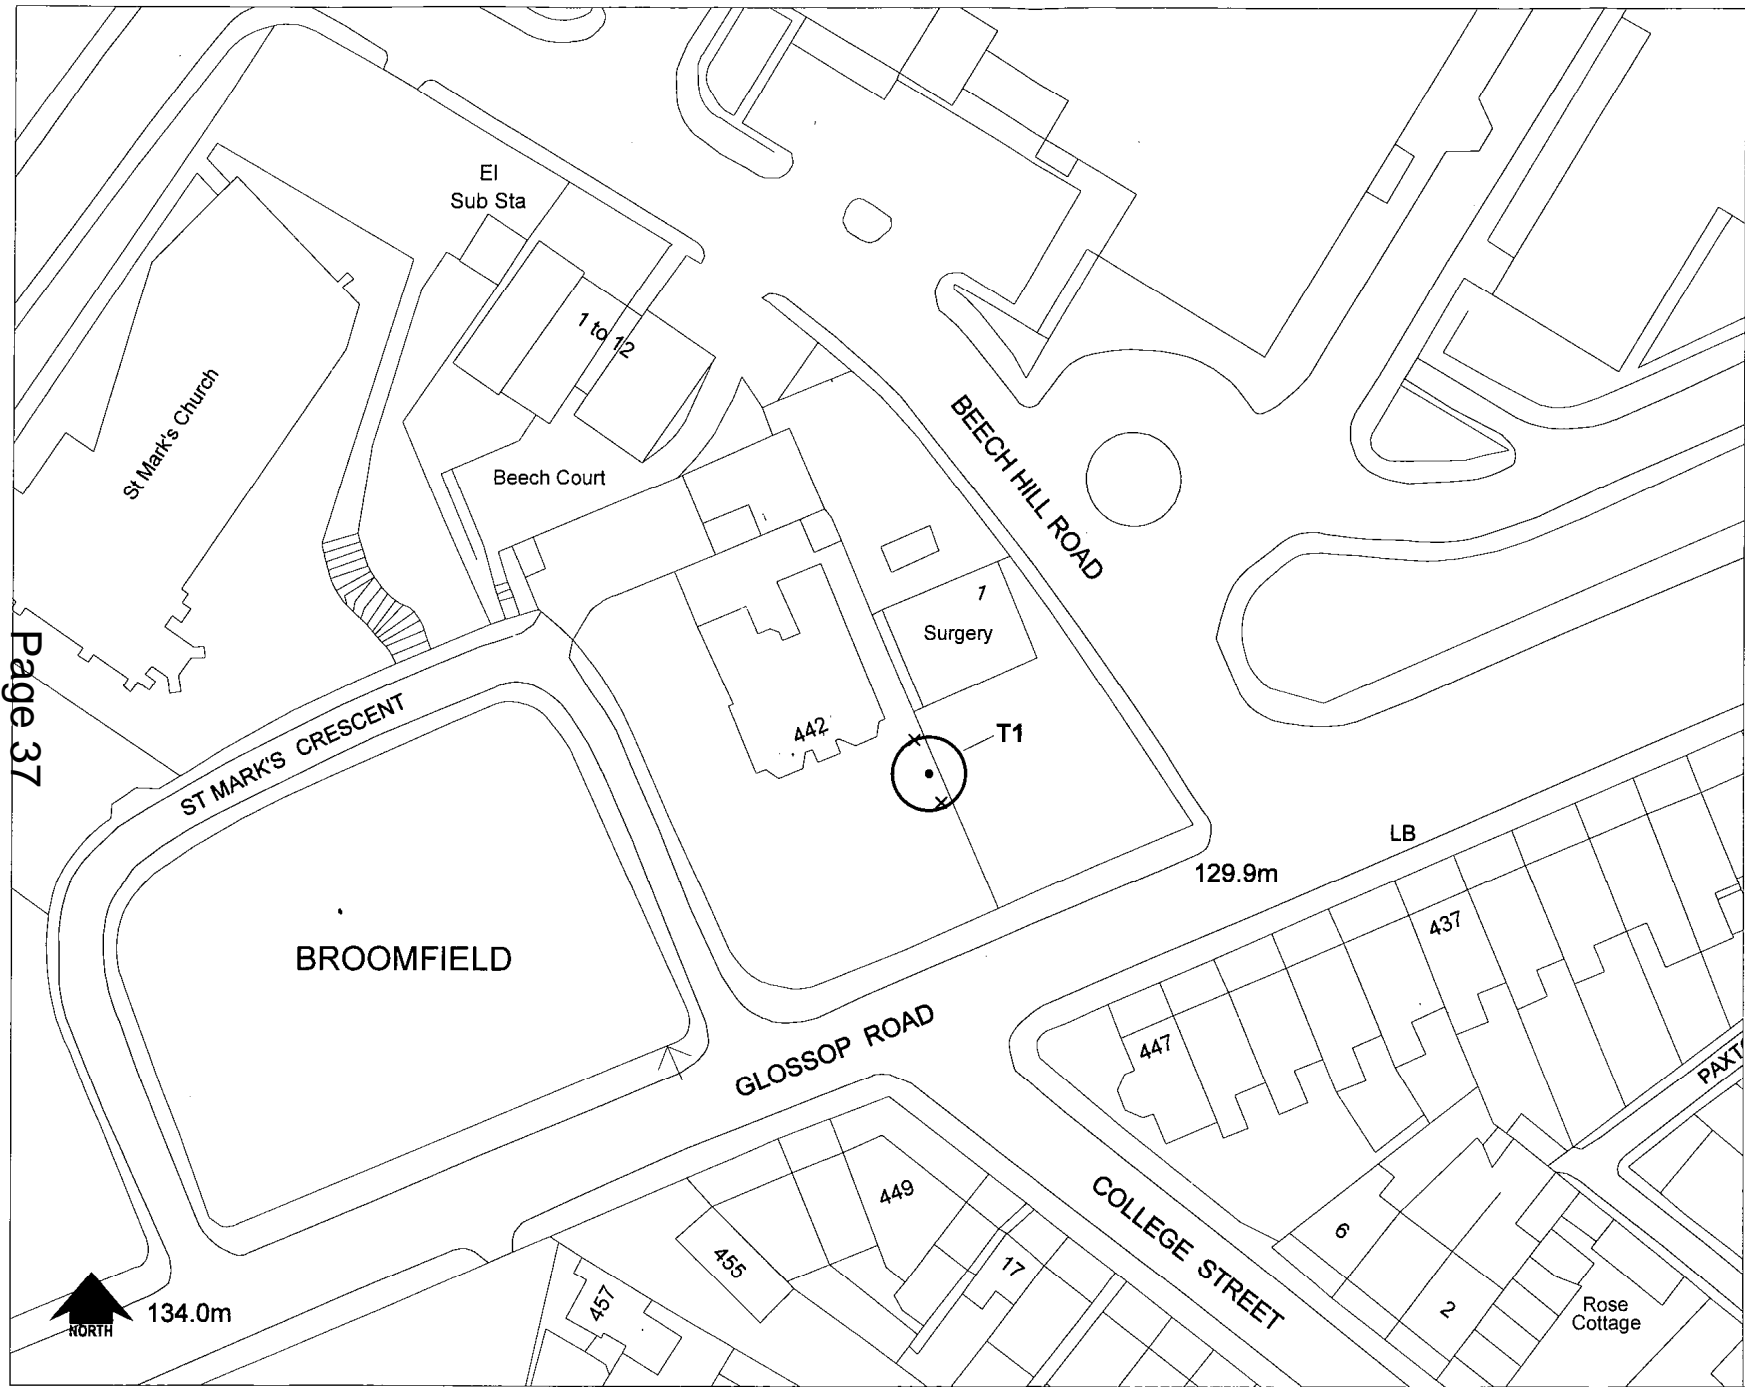 El
Sub Sta
1 to 12
St Mark's Church
Beech Court
BEECH HILL ROAD
1
Surgery
Page 37
ST MARK'S CRESCENT
442
T1
LB
129.9m
437
BROOMFIELD
GLOSSOP ROAD
447
PAXT
449
COLLEGE STREET
6
455
17
457
2
Rose
Cottage
NORTH
134.0m